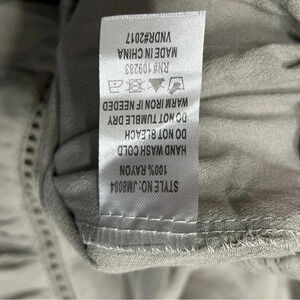 STYLE NO: JM8084
100% RAYON
HAND WASH COLD
DO NOT BLEACH
DO NOT TUMBLE DRY
WARM IRON IF NEEDED
RN# 109283
MADE IN CHINA
VNDR#2017